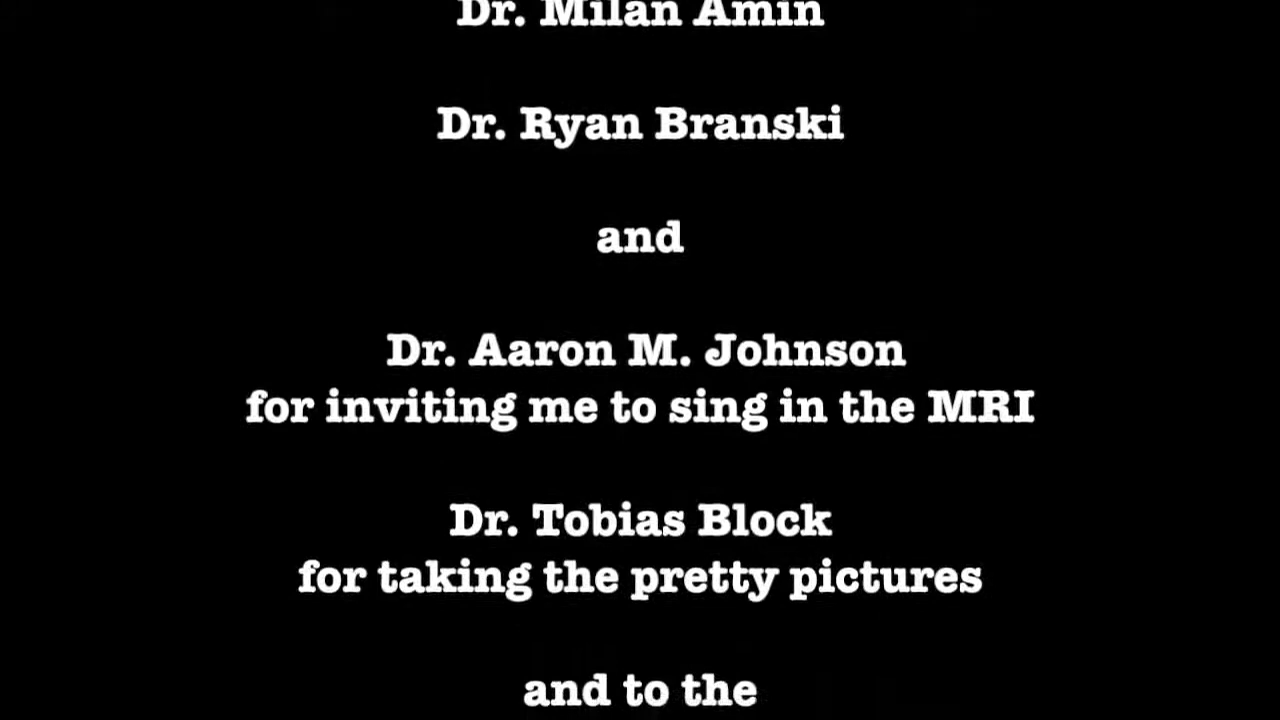 Dr. Milan Amin
Dr. Ryan Branski
and
Dr. Aaron M. Johnson
for inviting me to sing in the MRI
Dr. Tobias Block
for taking the pretty pictures
and to the